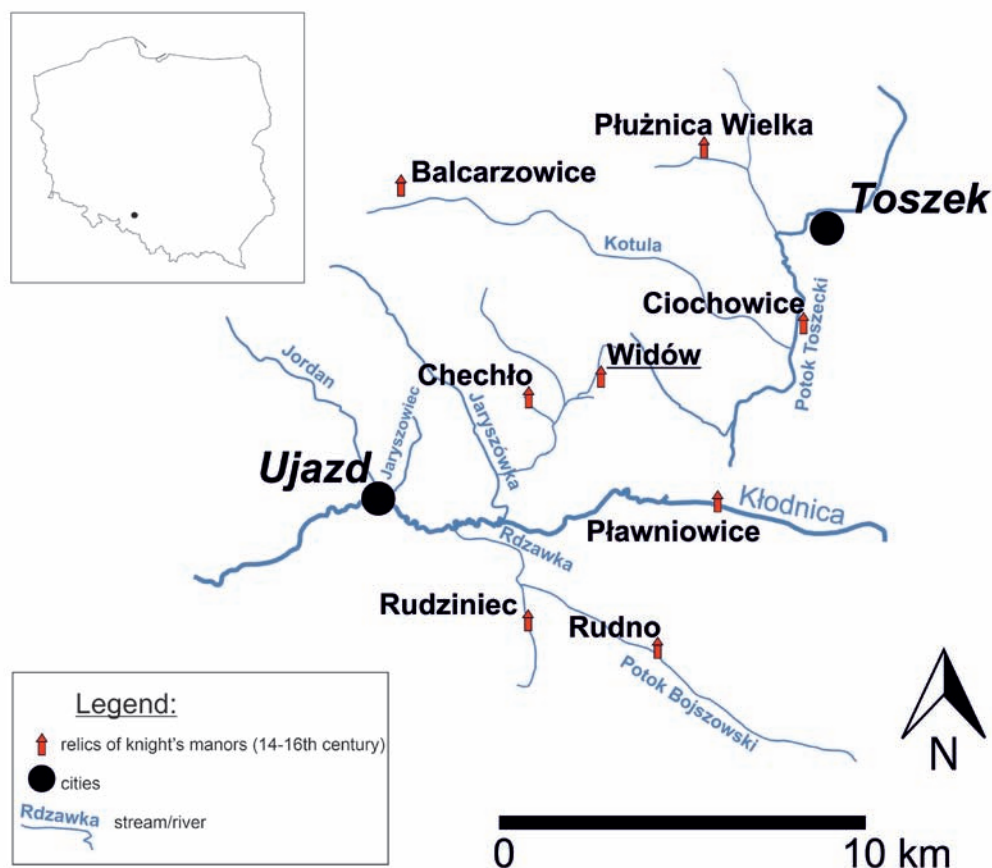 Płużnica Wielka
Balcarzowice
Toszek
Kotula
Ciochowice
Potok Toszecki
Widów
Jordan
Chechło
Jaryszowiec
Jaryszówka
Ujazd
Kłodnica
Pławniowice
Rdzawka
Rudziniec
Rudno
Potok Bojszowski
Legend:
relics of knight's manors (14-16th century)
cities
Rdzawka
stream/river
N
0 10 km